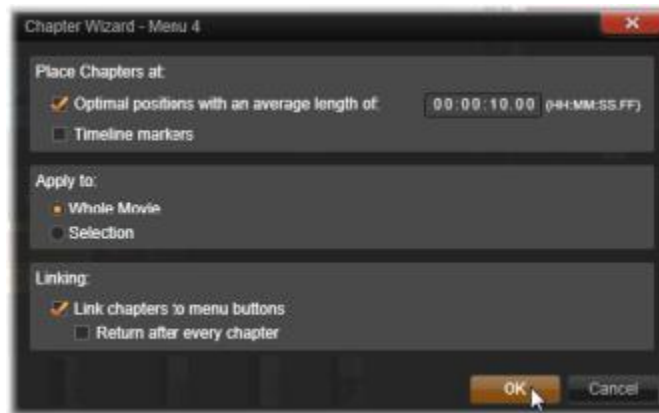 Chapter Wizard - Menu 4
Place Chapters at:
Optimal positions with an average length of: 00:00:10.00 (HH:MM:SS.FF)
Timeline markers
Apply to:
Whole Movie
Selection
Linking:
Link chapters to menu buttons
Return after every chapter
OK Cancel